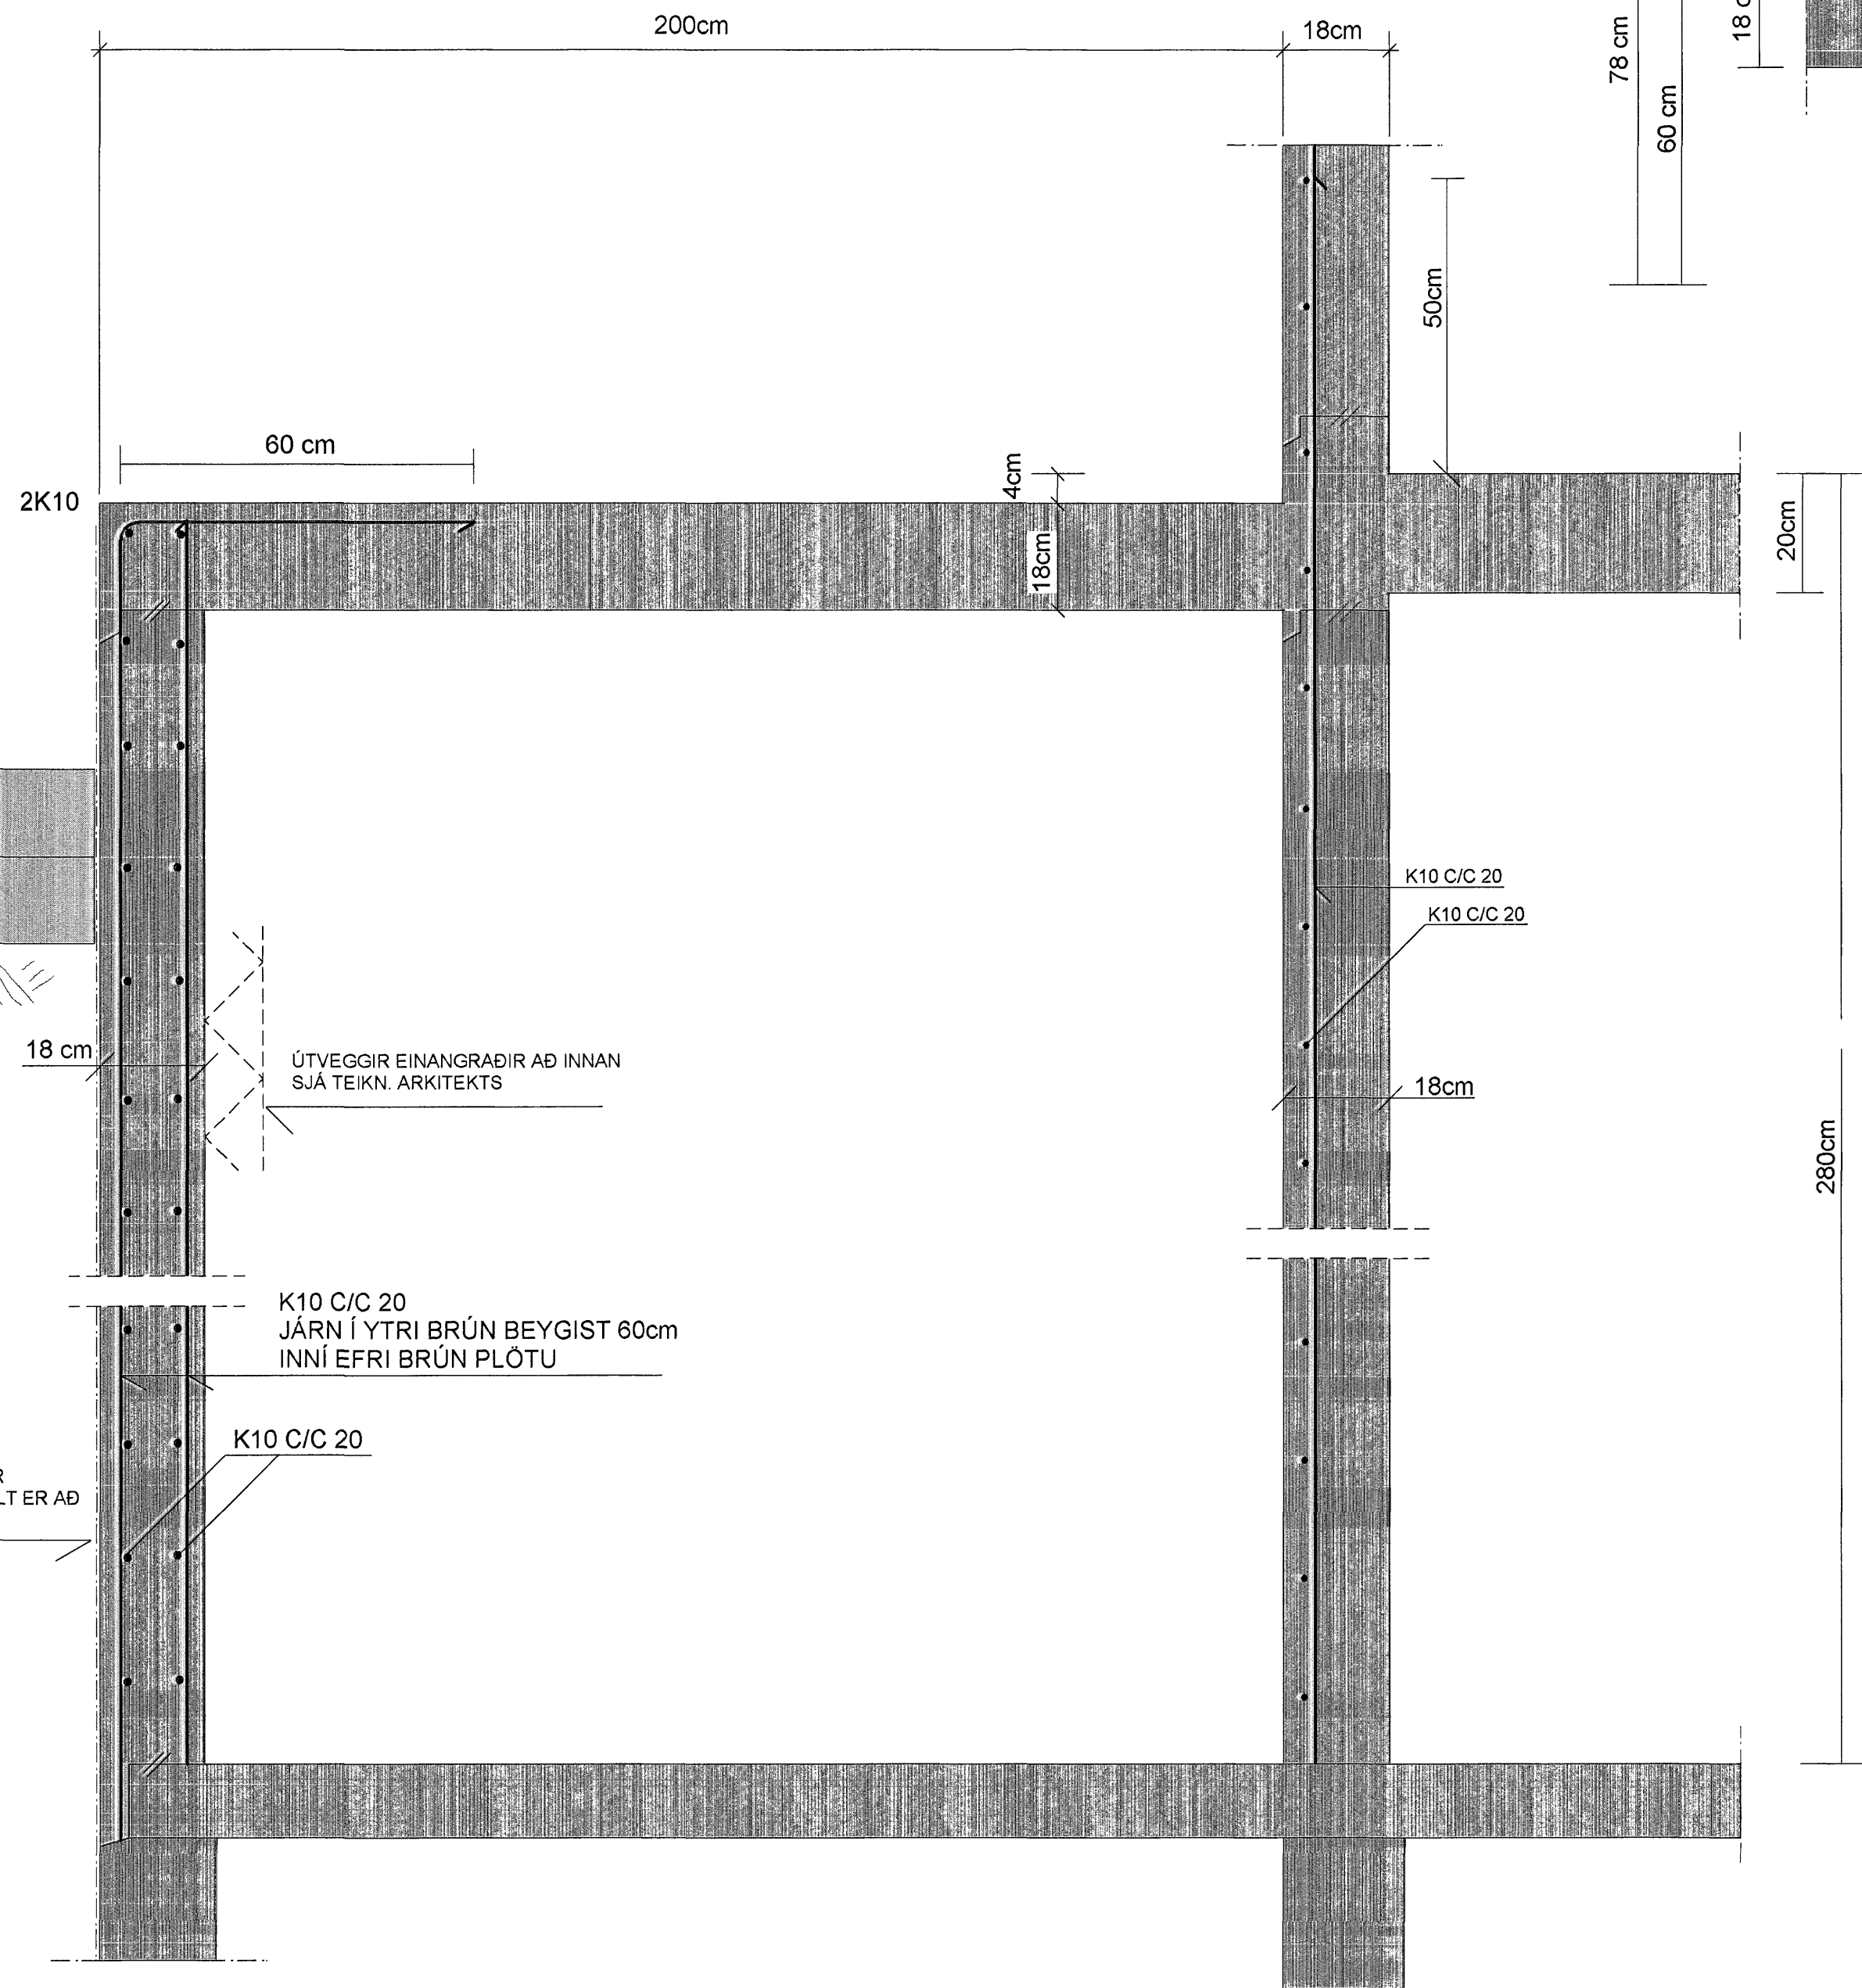 200cm
18cm
78 cm
60 cm
50cm
60 cm
2K10
4cm
18cm
20cm
K10 C/C 20
K10 C/C 20
18 cm
ÚTVEGGIR EINANGRAÐIR AÐ INNAN
SJÁ TEIKN. ARKITEKTS
18cm
280cm
K10 C/C 20
JÁRN Í YTRI BRÚN BEYGIST 60cm
INNÍ EFRI BRÚN PLÖTU
K10 C/C 20
ER AÐ